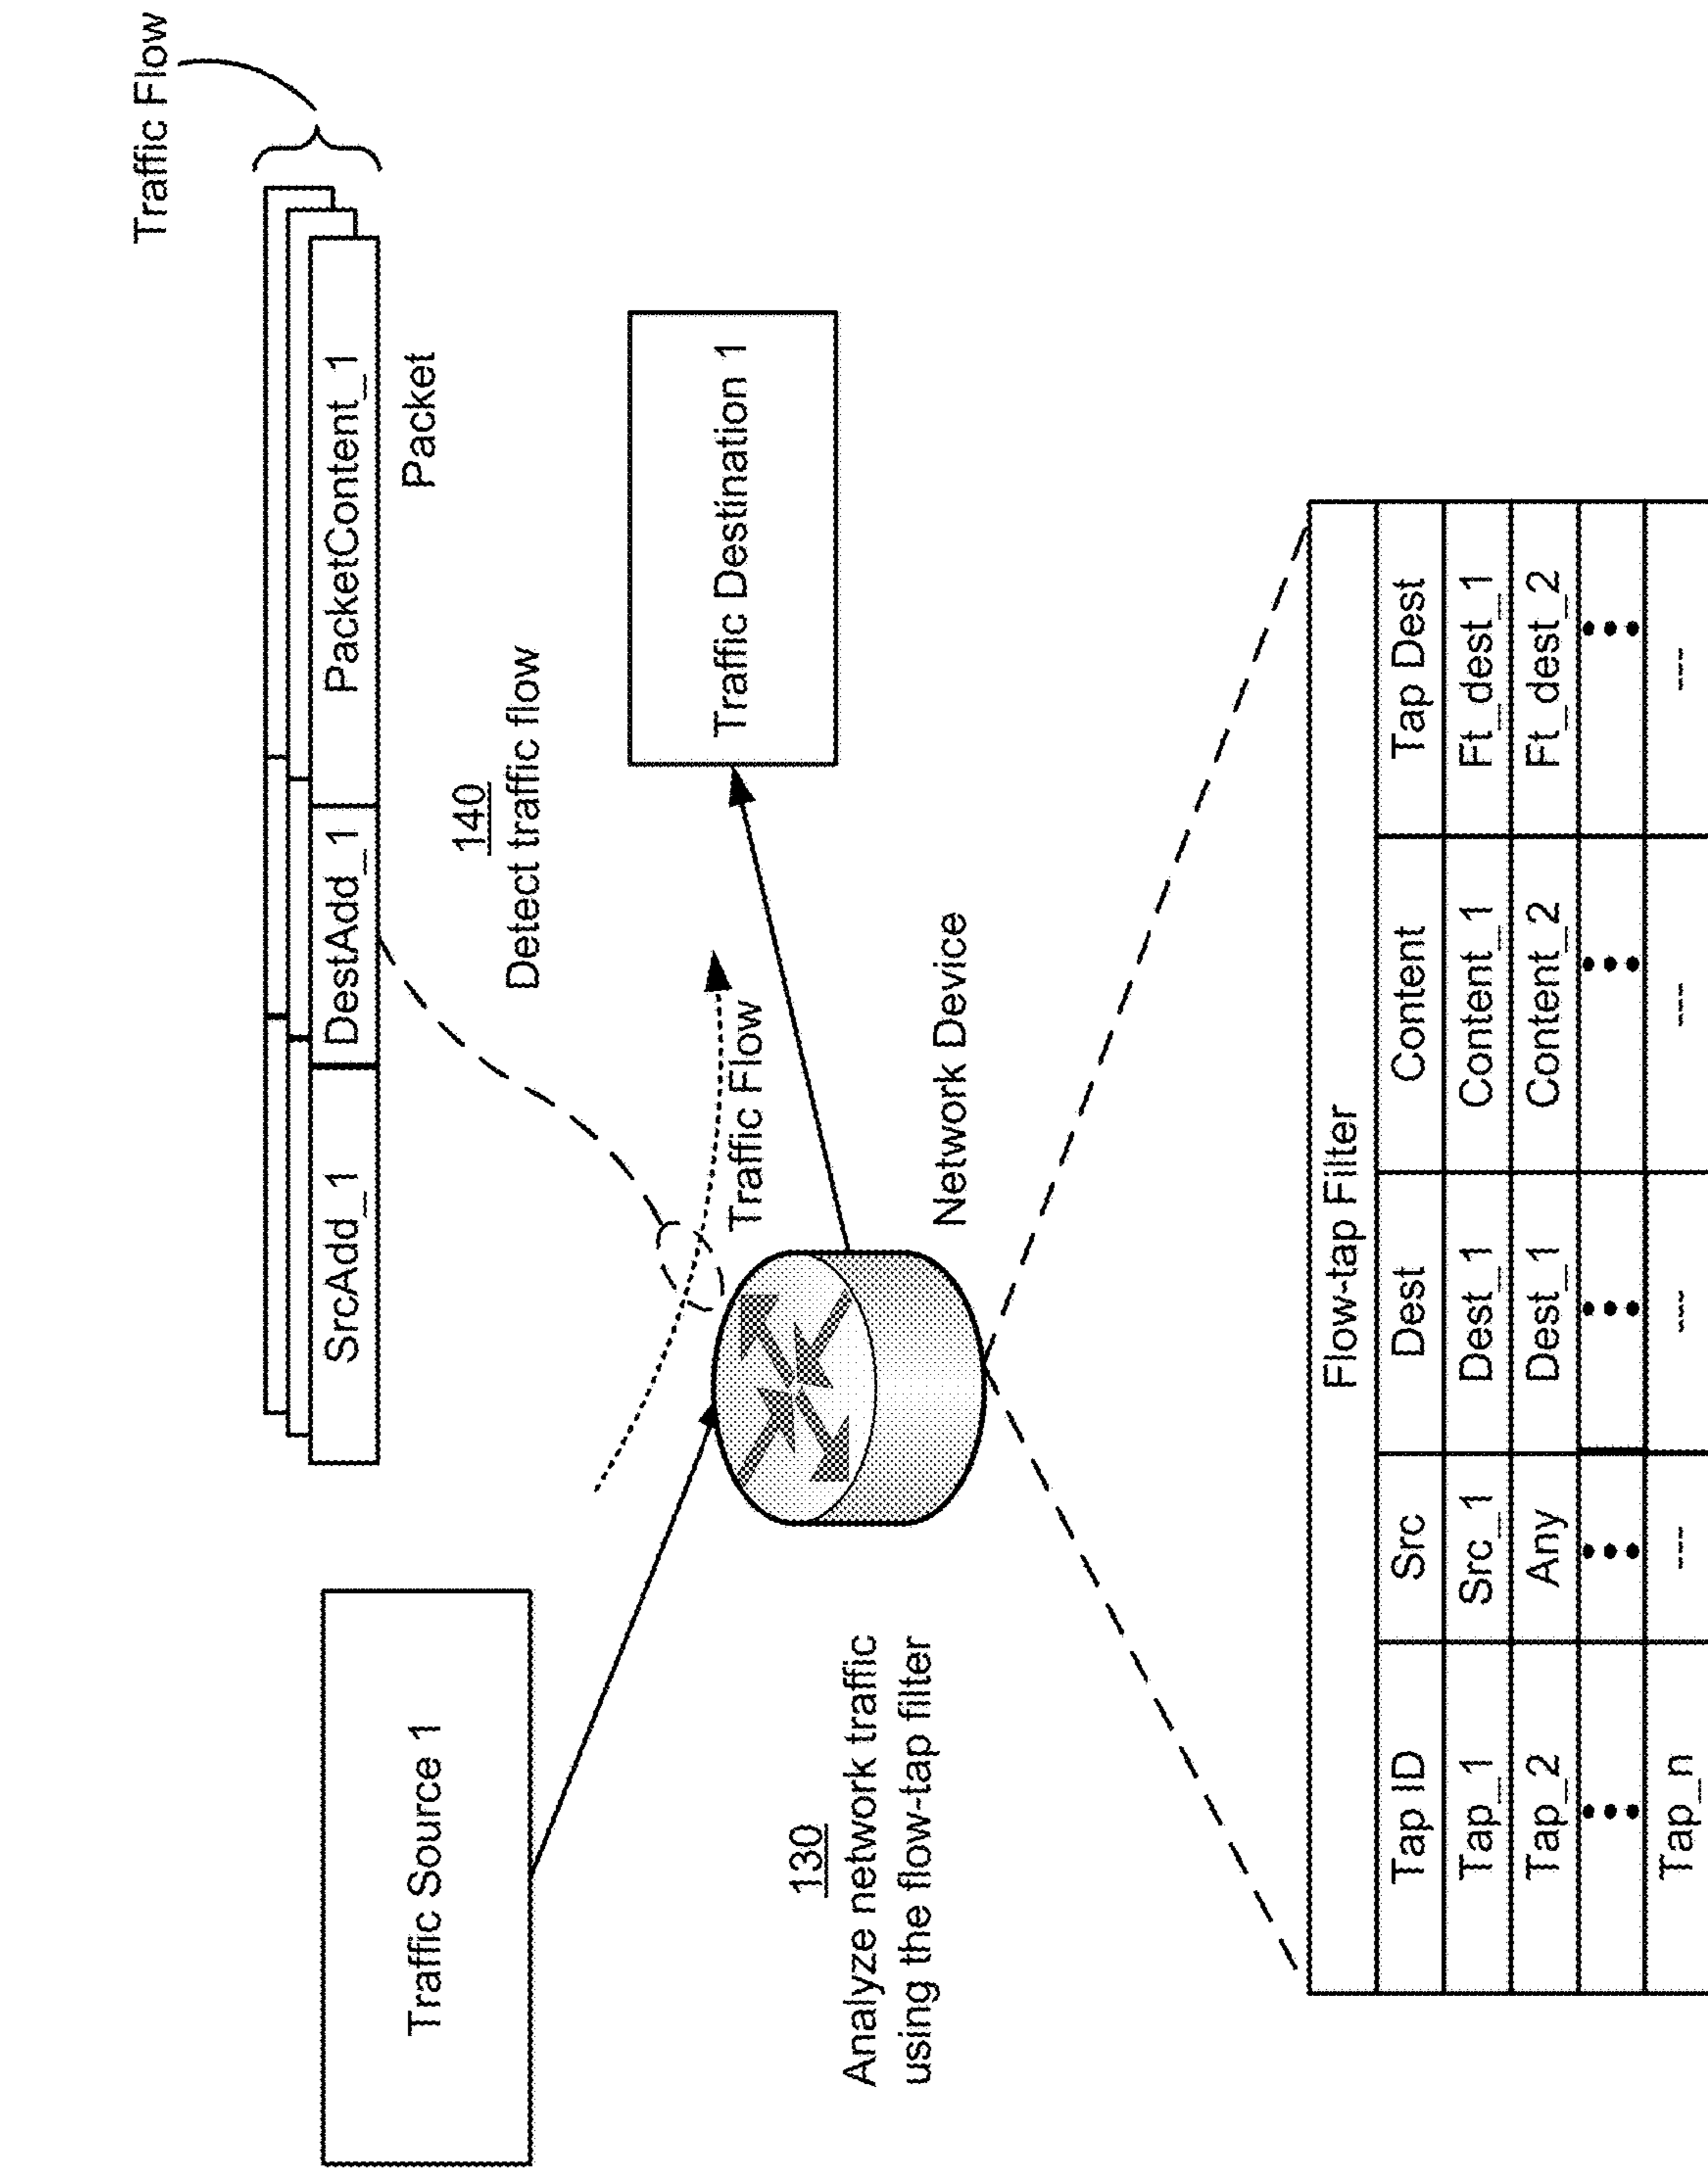 Traffic Flow
SrcAdd_1 DestAdd_1 PacketContent_1
Packet
140
Detect traffic flow
Traffic Source 1
Traffic Flow
Traffic Destination 1
130
Analyze network traffic
using the flow-tap filter
Network Device
Flow-tap Filter
Tap ID Src Dest Content Tap Dest
Tap_1 Src_1 Dest_1 Content_1 Ft_dest_1
Tap_2 Any Dest_1 Content_2 Ft_dest_2
Tap_n --- --- --- ---